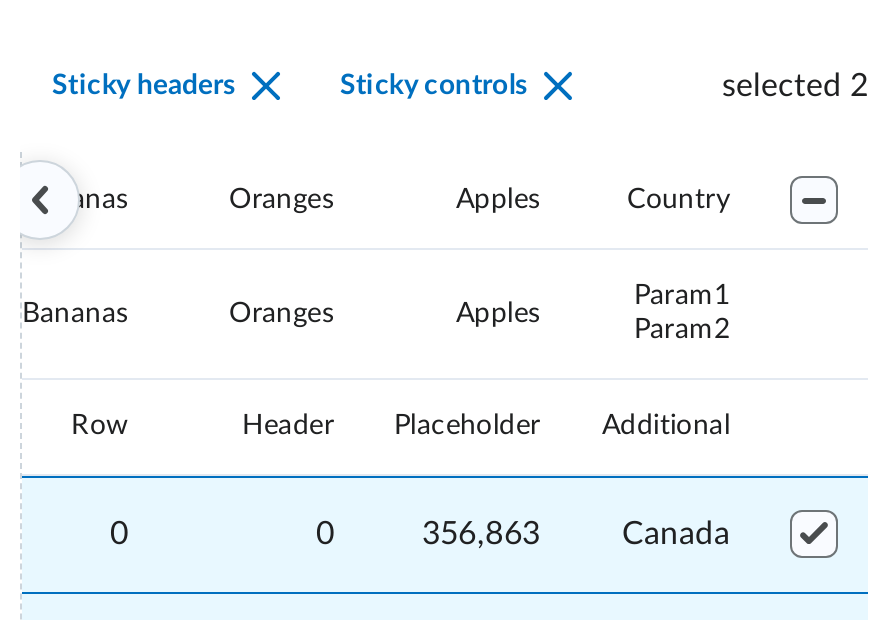 Sticky headers Sticky controls selected 2
anas Oranges Apples Country
Bananas Oranges Apples Param1
Param2
Row Header Placeholder Additional
0 0 356,863 Canada